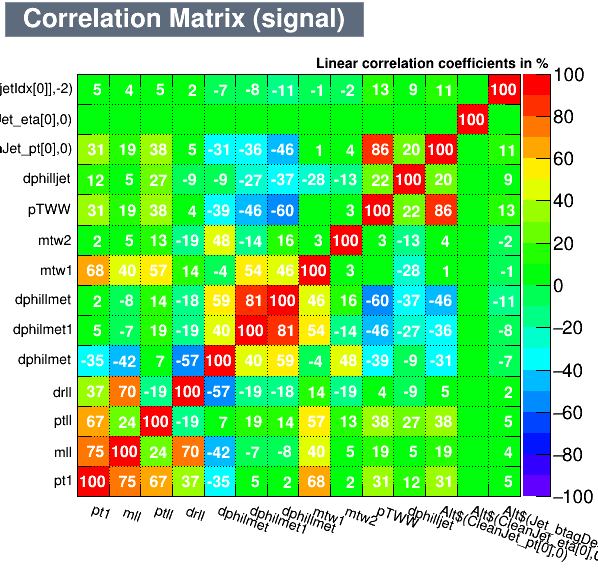 Correlation Matrix (signal)
Linear correlation coefficients in %
jetIdx[0]],-2) 5 4 5 2 -7 -8 -11 -1 -2 13 9 11 100
Jet_eta[0],0) 100
Jet_pt[0],0) 31 19 38 5 -31 -36 -46 1 4 86 20 100 11
dphilljet 12 5 27 -9 -9 -27 -37 -28 -13 22 100 20 9
pTWW 31 19 38 4 -39 -46 -60 3 100 22 86 13
mtw2 2 5 13 -19 48 -14 16 3 100 3 -13 4 -2
mtw1 68 40 57 14 -4 54 46 100 3 -28 1 -1
dphillmet 2 -8 14 -18 59 81 100 46 16 -60 -37 -46 -11
dphilmet1 5 -7 19 -19 40 100 81 54 -14 -46 -27 -36 -8
dphilmet -35 -42 7 -57 100 40 59 -4 48 -39 -9 -31 -7
drll 37 70 -19 100 -57 -19 -18 14 -19 4 -9 5 2
ptll 67 24 100 -19 7 19 14 57 13 38 27 38 5
mll 75 100 24 70 -42 -7 -8 40 5 19 5 19 4
pt1 100 75 67 37 -35 5 2 68 2 31 12 31 5
pt1 mll ptll drll dphilmet dphilmet1 dphillmet mtw1 mtw2 pTWW dphilljet Alt$(CleanJet_pt[0],0) Alt$(CleanJet_eta[0],0 Alt$(Jet_btagDe
100
80
60
40
20
0
−20
−40
−60
−80
−100